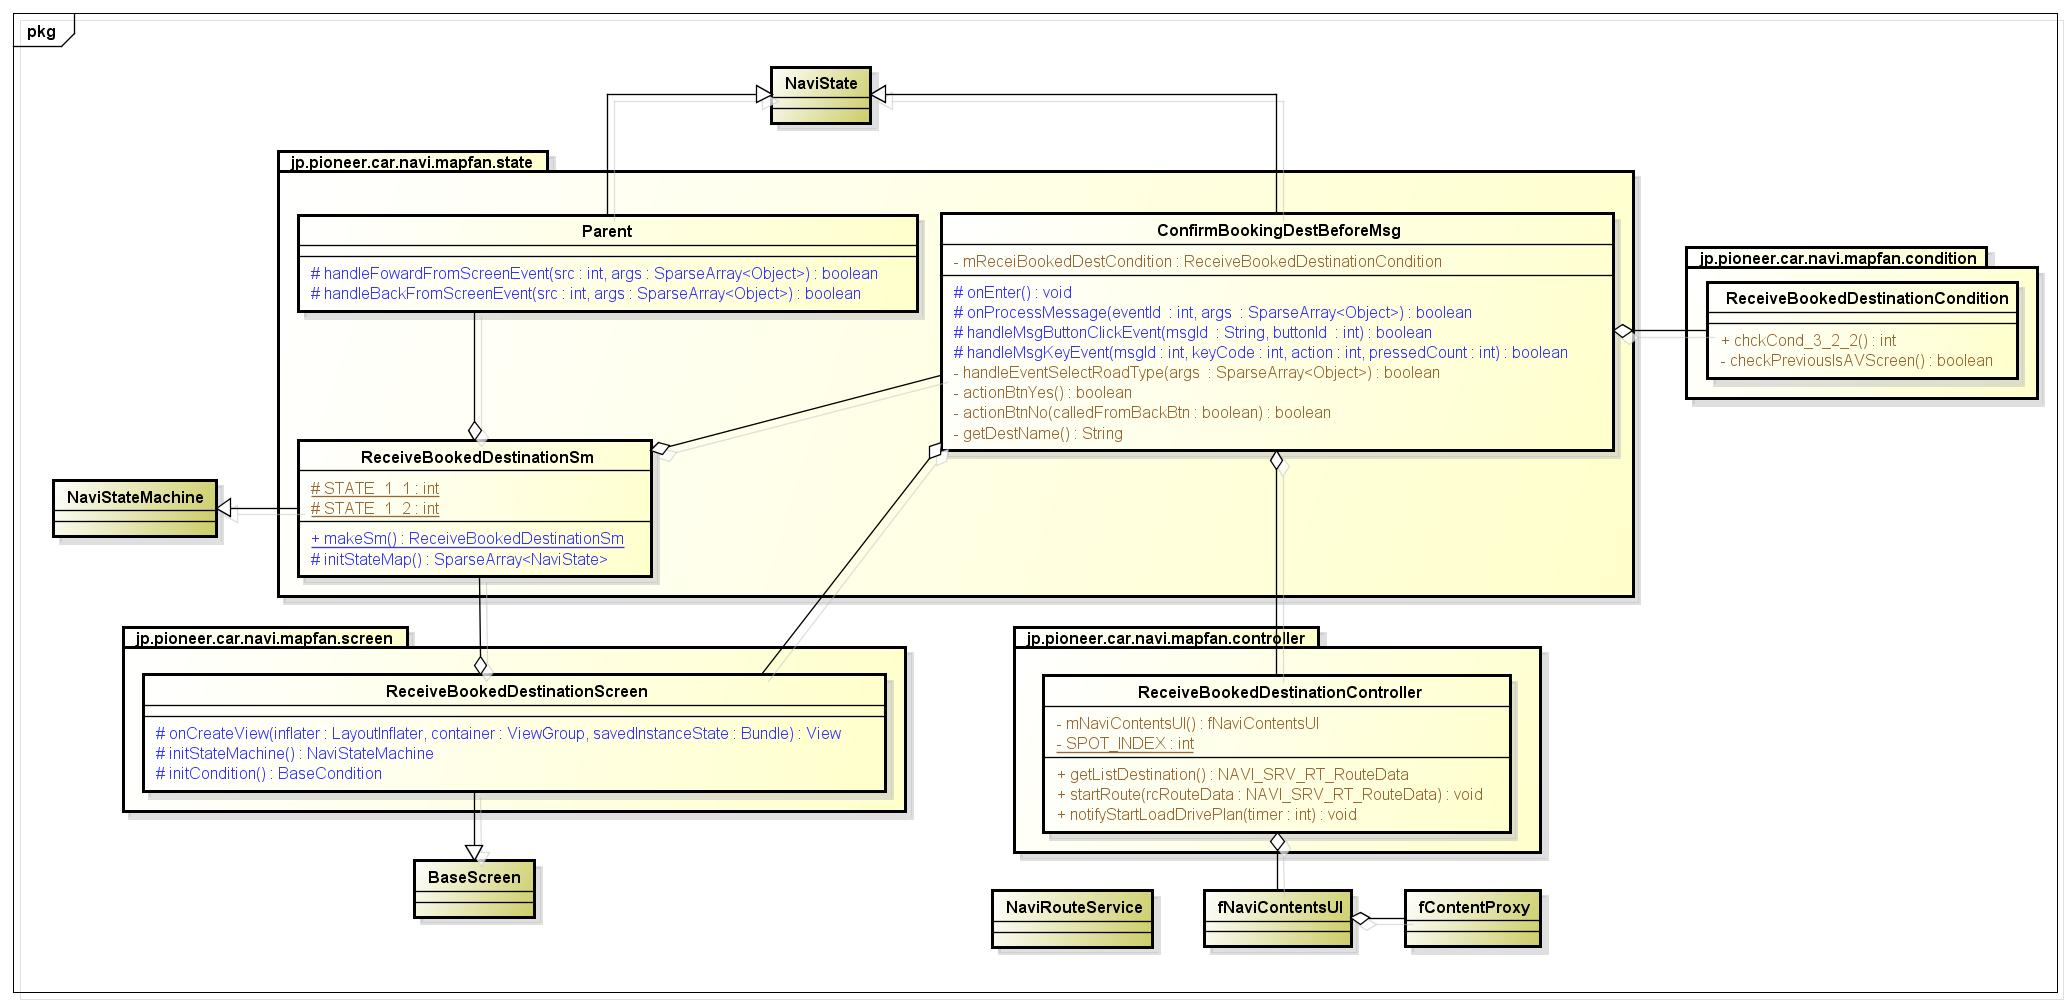 pkg
NaviState
jp.pioneer.car.navi.mapfan.state
Parent
# handleFowardFromScreenEvent(src : int, args : SparseArray<Object>) : boolean
# handleBackFromScreenEvent(src : int, args : SparseArray<Object>) : boolean
ConfirmBookingDestBeforeMsg
- mReceiBookedDestCondition : ReceiveBookedDestinationCondition
# onEnter() : void
# onProcessMessage(eventId : int, args : SparseArray<Object>) : boolean
# handleMsgButtonClickEvent(msgId : String, buttonId : int) : boolean
# handleMsgKeyEvent(msgId : int, keyCode : int, action : int, pressedCount : int) : boolean
- handleEventSelectRoadType(args : SparseArray<Object>) : boolean
- actionBtnYes() : boolean
- actionBtnNo(calledFromBackBtn : boolean) : boolean
- getDestName() : String
jp.pioneer.car.navi.mapfan.condition
ReceiveBookedDestinationCondition
+ chckCond_3_2_2() : int
- checkPreviousIsAVScreen() : boolean
ReceiveBookedDestinationSm
# STATE_1_1 : int
# STATE_1_2 : int
+ makeSm() : ReceiveBookedDestinationSm
# initStateMap() : SparseArray<NaviState>
NaviStateMachine
jp.pioneer.car.navi.mapfan.screen
ReceiveBookedDestinationScreen
# onCreateView(inflater : LayoutInflater, container : ViewGroup, savedInstanceState : Bundle) : View
# initStateMachine() : NaviStateMachine
# initCondition() : BaseCondition
jp.pioneer.car.navi.mapfan.controller
ReceiveBookedDestinationController
- mNaviContentsUI() : fNaviContentsUI
- SPOT_INDEX : int
+ getListDestination() : NAVI_SRV_RT_RouteData
+ startRoute(rcRouteData : NAVI_SRV_RT_RouteData) : void
+ notifyStartLoadDrivePlan(timer : int) : void
BaseScreen
NaviRouteService
fNaviContentsUI
fContentProxy